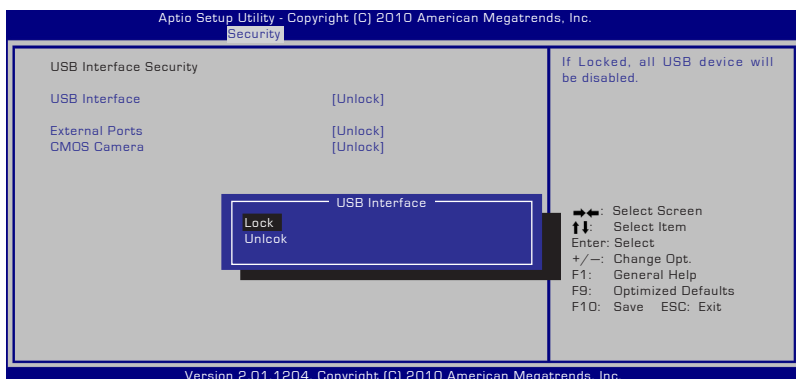 Aptio Setup Utility - Copyright (C) 2010 American Megatrends, Inc.
Security
USB Interface Security
USB Interface [Unlock]
External Ports [Unlock]
CMOS Camera [Unlock]
If Locked, all USB device will
be disabled.
USB Interface
Lock
Unlcok
→←: Select Screen
↑↓: Select Item
Enter: Select
+/—: Change Opt.
F1: General Help
F9: Optimized Defaults
F10: Save ESC: Exit
Version 2.01.1204. Copyright (C) 2010 American Megatrends, Inc.